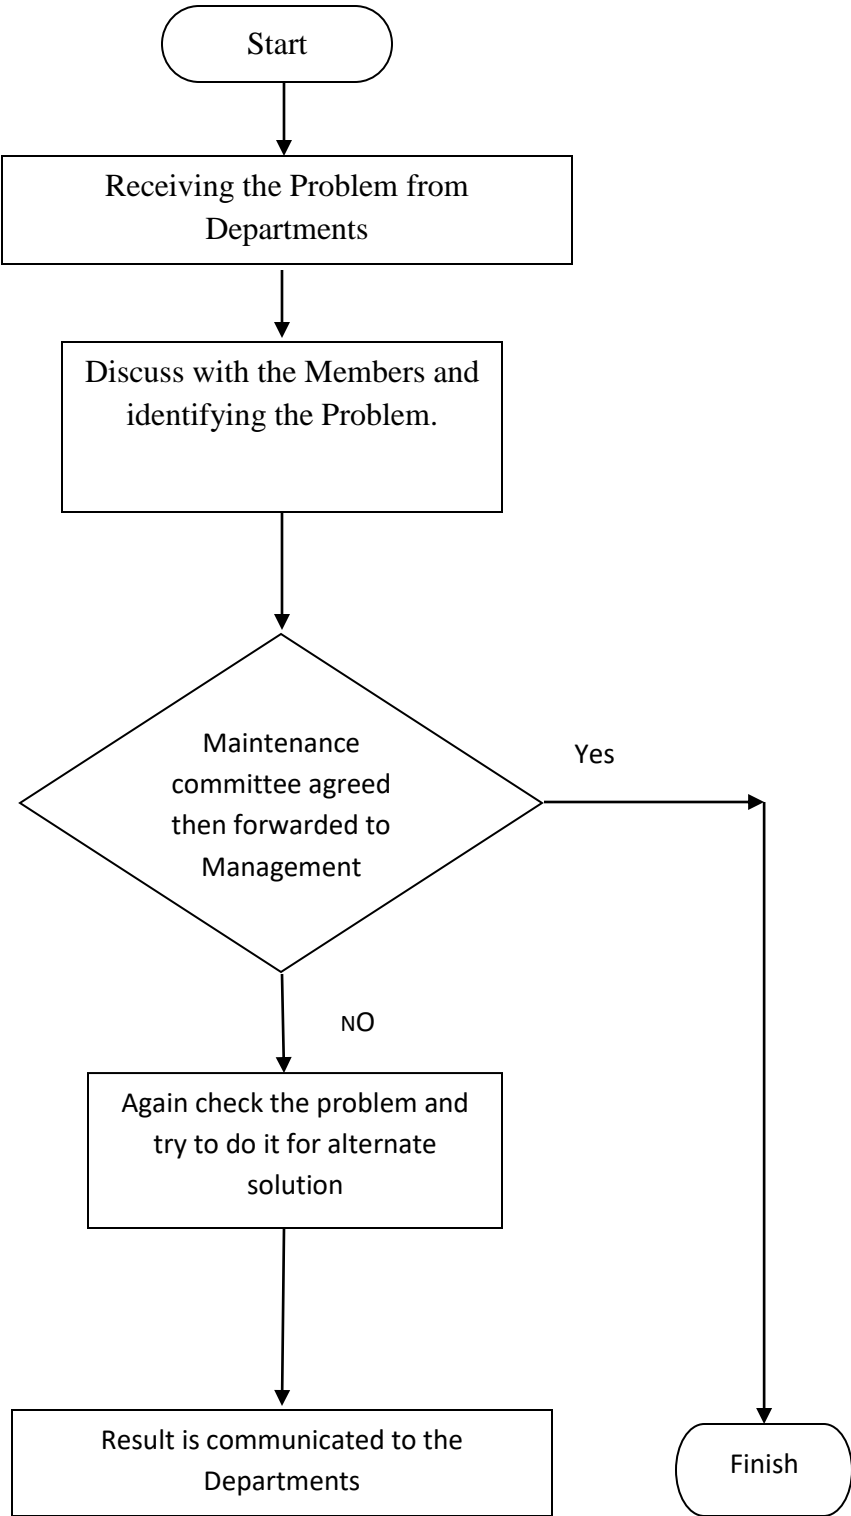 Start
Receiving the Problem from
Departments
Discuss with the Members and
identifying the Problem.
Maintenance
committee agreed
then forwarded to
Management
Yes
NO
Again check the problem and
try to do it for alternate
solution
Result is communicated to the
Departments
Finish